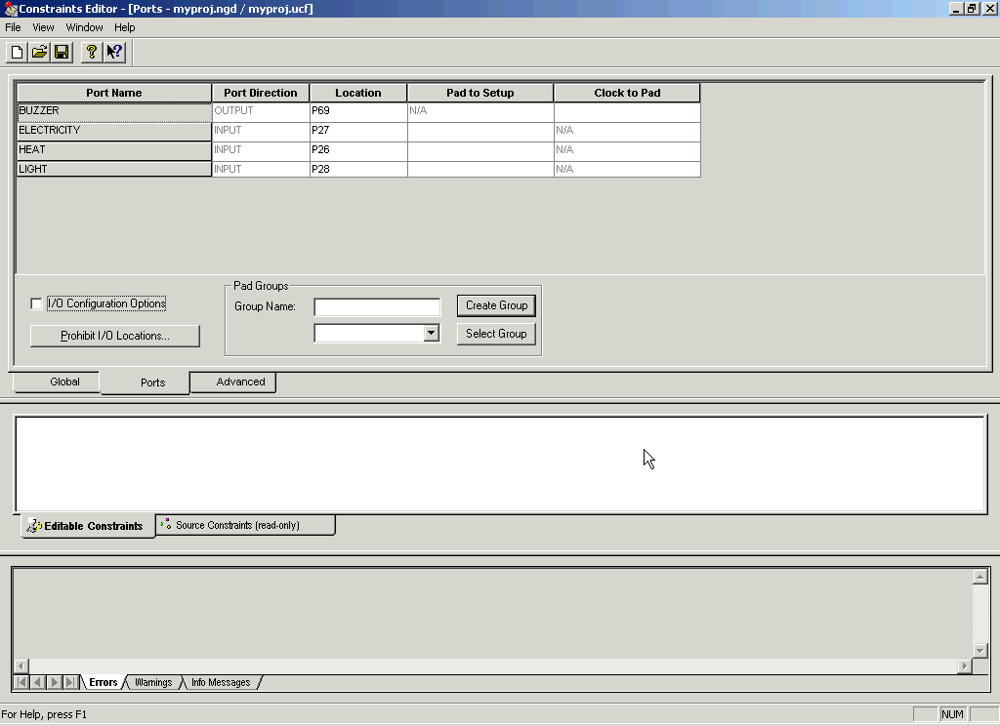 Constraints Editor - [Ports - myproj.ngd / myproj.ucf]
File View Window Help
Port Name Port Direction Location Pad to Setup Clock to Pad
BUZZER OUTPUT P69 N/A
ELECTRICITY INPUT P27 N/A
HEAT INPUT P26 N/A
LIGHT INPUT P28 N/A
Pad Groups
I/O Configuration Options Group Name: Create Group
Prohibit I/O Locations... Select Group
Global Ports Advanced
Editable Constraints Source Constraints (read-only)
Errors Warnings Info Messages
For Help, press F1 NUM